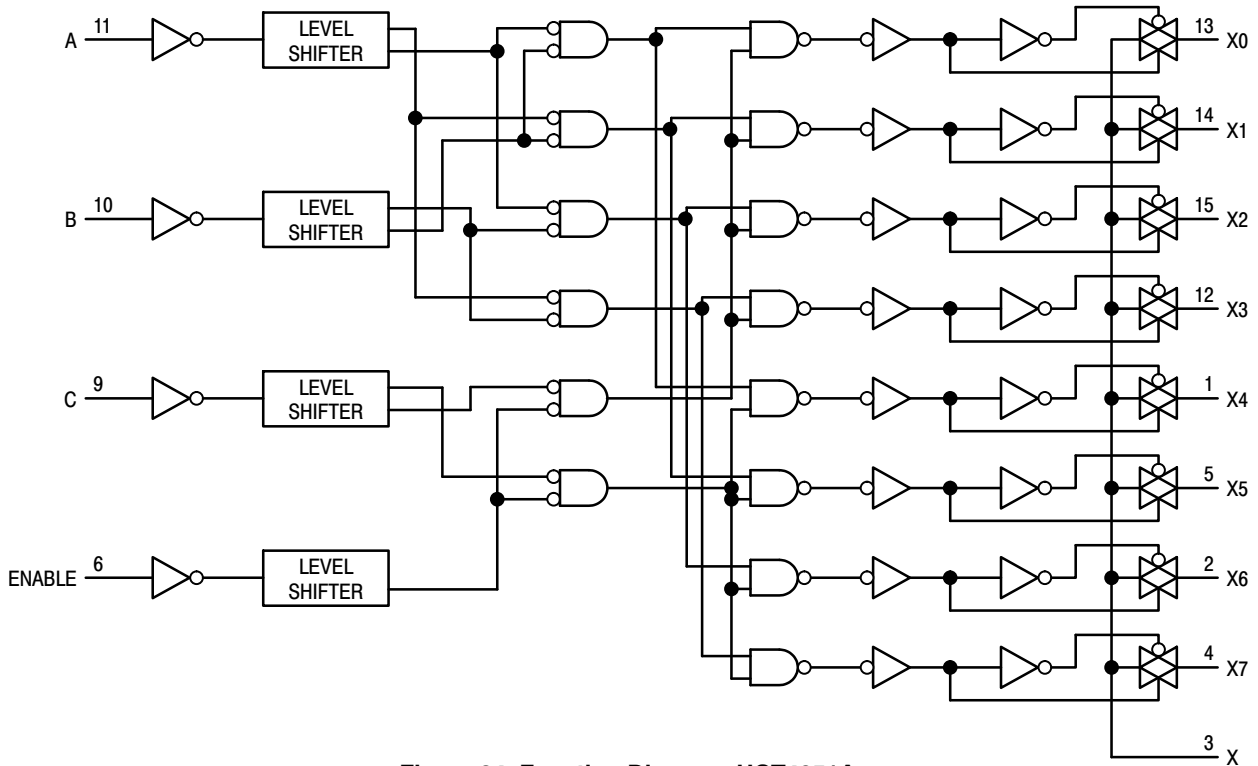 A
11
LEVEL
SHIFTER
13
X0
14
X1
B
10
LEVEL
SHIFTER
15
X2
12
X3
C
9
LEVEL
SHIFTER
1
X4
5
X5
ENABLE
6
LEVEL
SHIFTER
2
X6
4
X7
3
X
Figure Function Diagram, HCT4051A